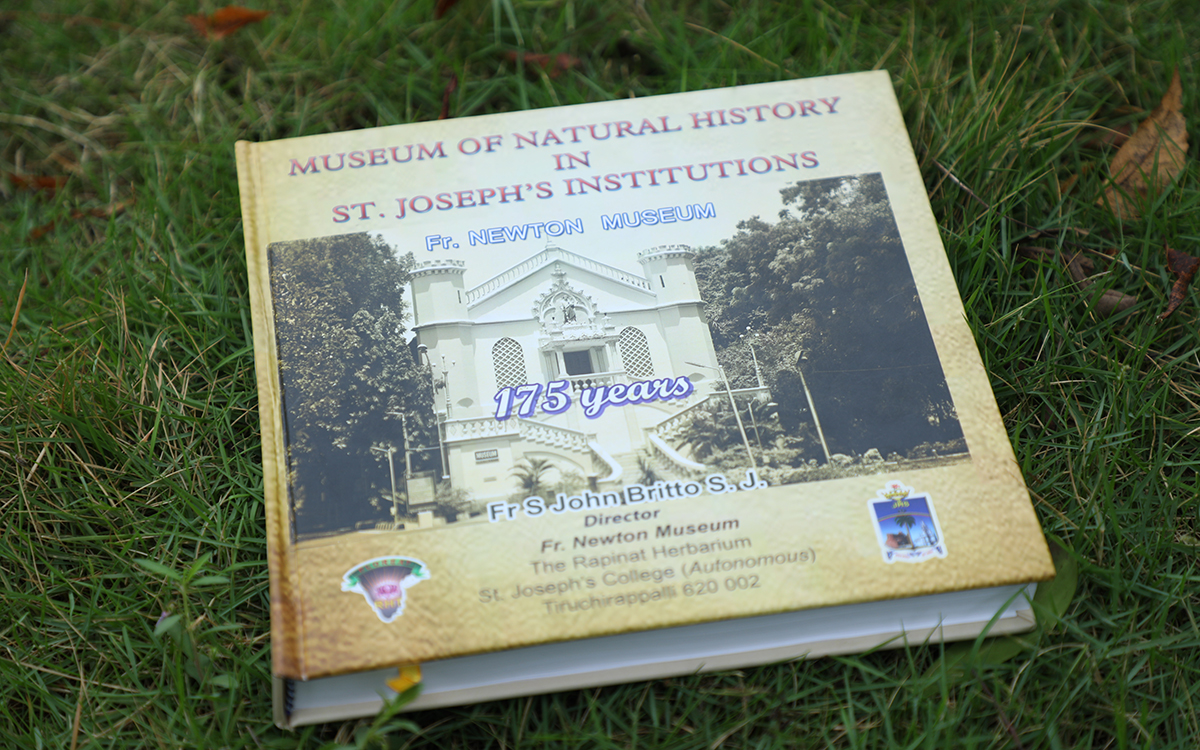 MUSEUM OF NATURAL HISTORY
IN
ST. JOSEPH'S INSTITUTIONS
Fr. NEWTON MUSEUM
175 years
MUSEUM
Fr S John Britto S. J.
Director
Fr. Newton Museum
The Rapinat Herbarium
St. Joseph's College (Autonomous)
Tiruchirappalli 620 002